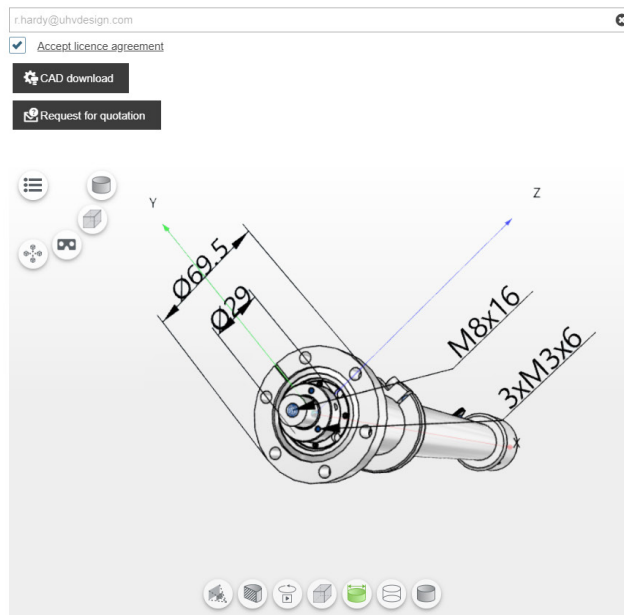 r.hardy@uhvdesign.com
Accept licence agreement
CAD download
Request for quotation
Y
Z
Ø69.5
Ø29
M8x16
3xM3x6
X